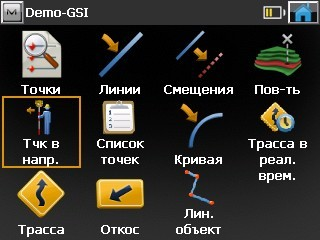 Demo-GSI
Точки
Линии
Смещения
Пов-ть
Тчк в
напр.
Список
точек
Кривая
Трасса в
реал.
врем.
Трасса
Откос
Лин.
объект